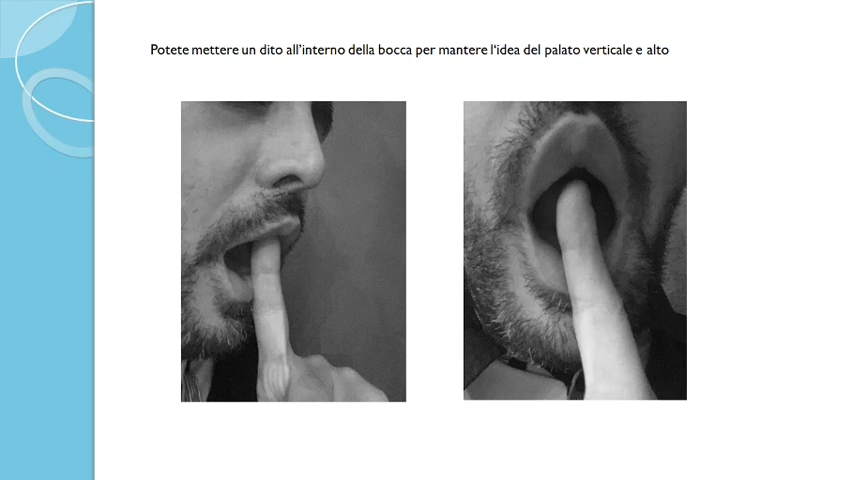 Potete mettere un dito all'interno della bocca per mantere l'idea del palato verticale e alto